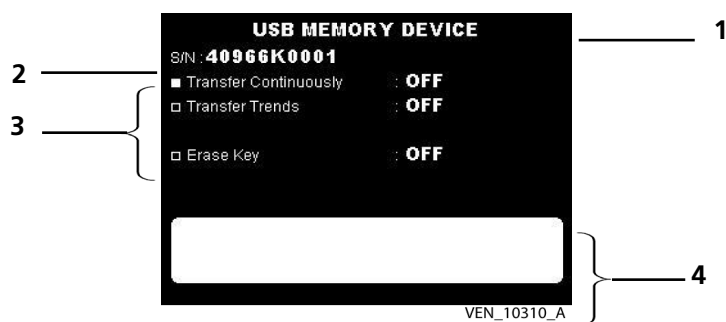 USB MEMORY DEVICE
1
S/N : 40966K0001
2
Transfer Continuously : OFF
Transfer Trends : OFF
3
Erase Key : OFF
4
VEN_10310_A